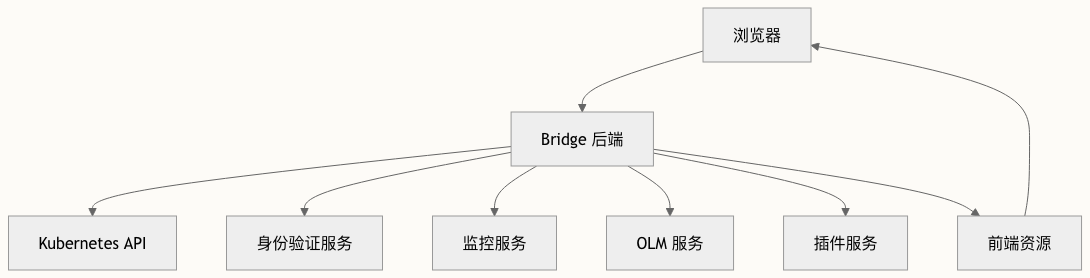 浏览器
Bridge 后端
Kubernetes API
身份验证服务
监控服务
OLM 服务
插件服务
前端资源